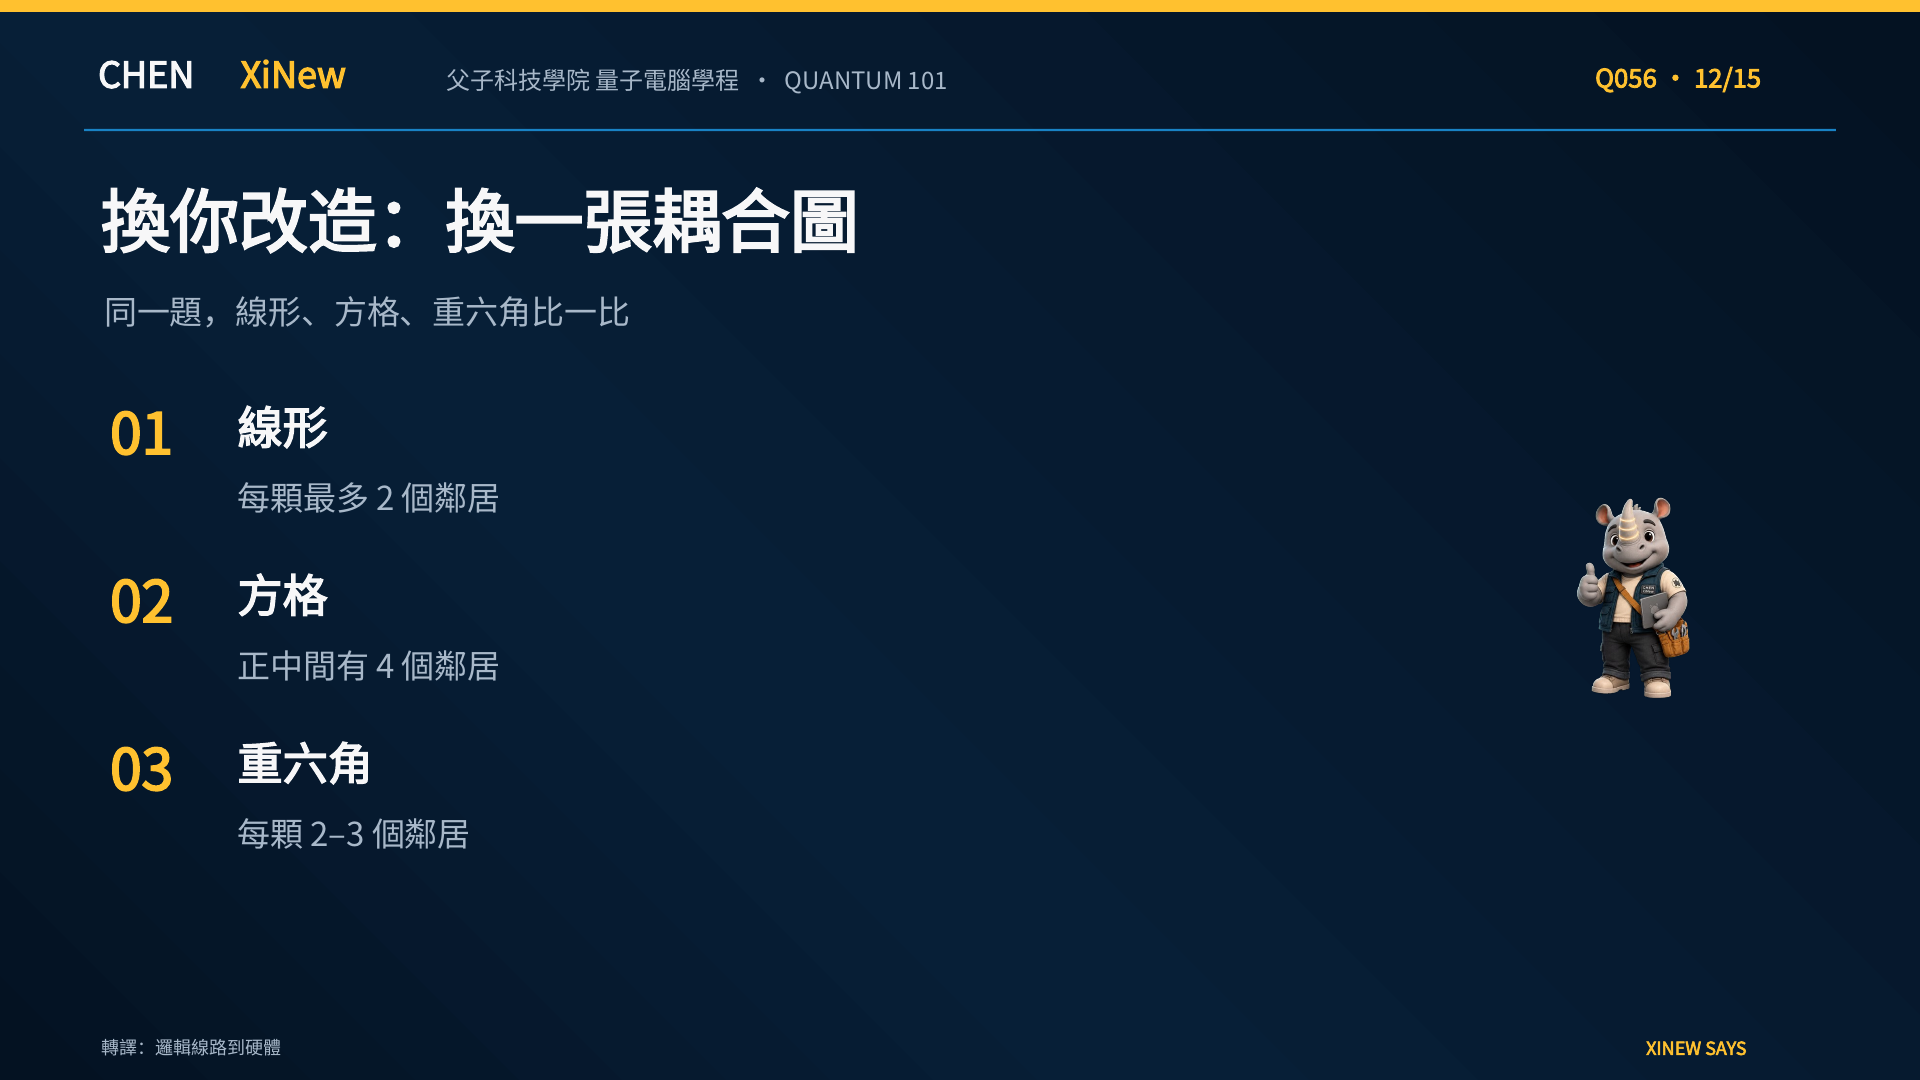 CHEN XiNew 父子科技學院 量子電腦學程 · QUANTUM 101 Q056 · 12/15
換你改造：換一張耦合圖
同一題，線形、方格、重六角比一比
01 線形
每顆最多 2 個鄰居
02 方格
正中間有 4 個鄰居
03 重六角
每顆 2–3 個鄰居
轉譯：邏輯線路到硬體
XINEW SAYS